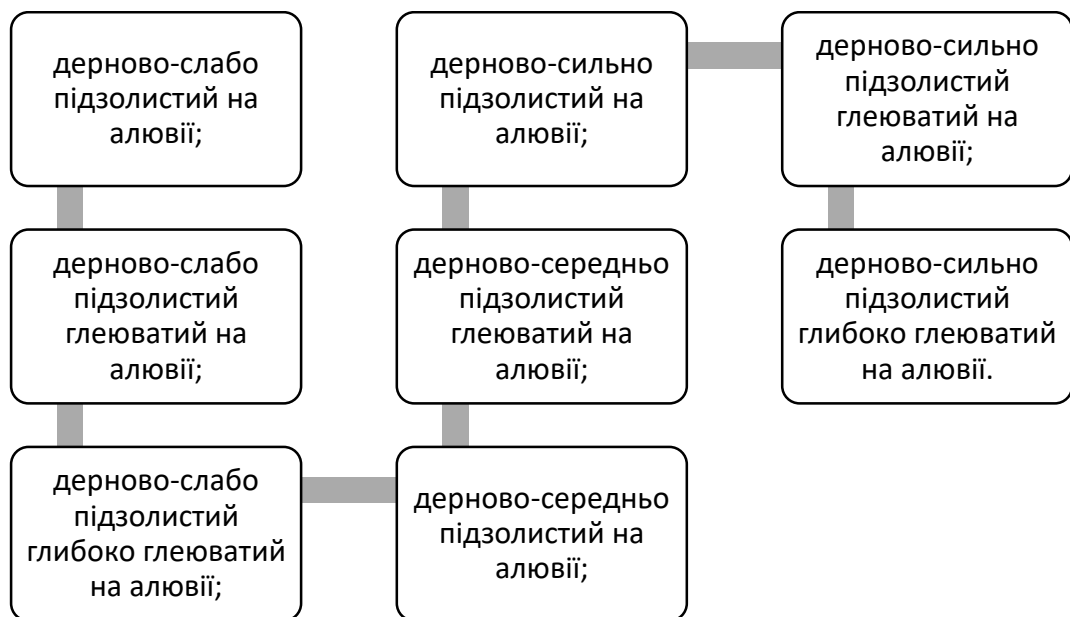 дерново-слабо
підзолистий на
алювії;
дерново-слабо
підзолистий
глеюватий на
алювії;
дерново-слабо
підзолистий
глибоко глеюватий
на алювії;
дерново-середньо
підзолистий на
алювії;
дерново-середньо
підзолистий
глеюватий на
алювії;
дерново-сильно
підзолистий на
алювії;
дерново-сильно
підзолистий
глеюватий на
алювії;
дерново-сильно
підзолистий
глибоко глеюватий
на алювії.